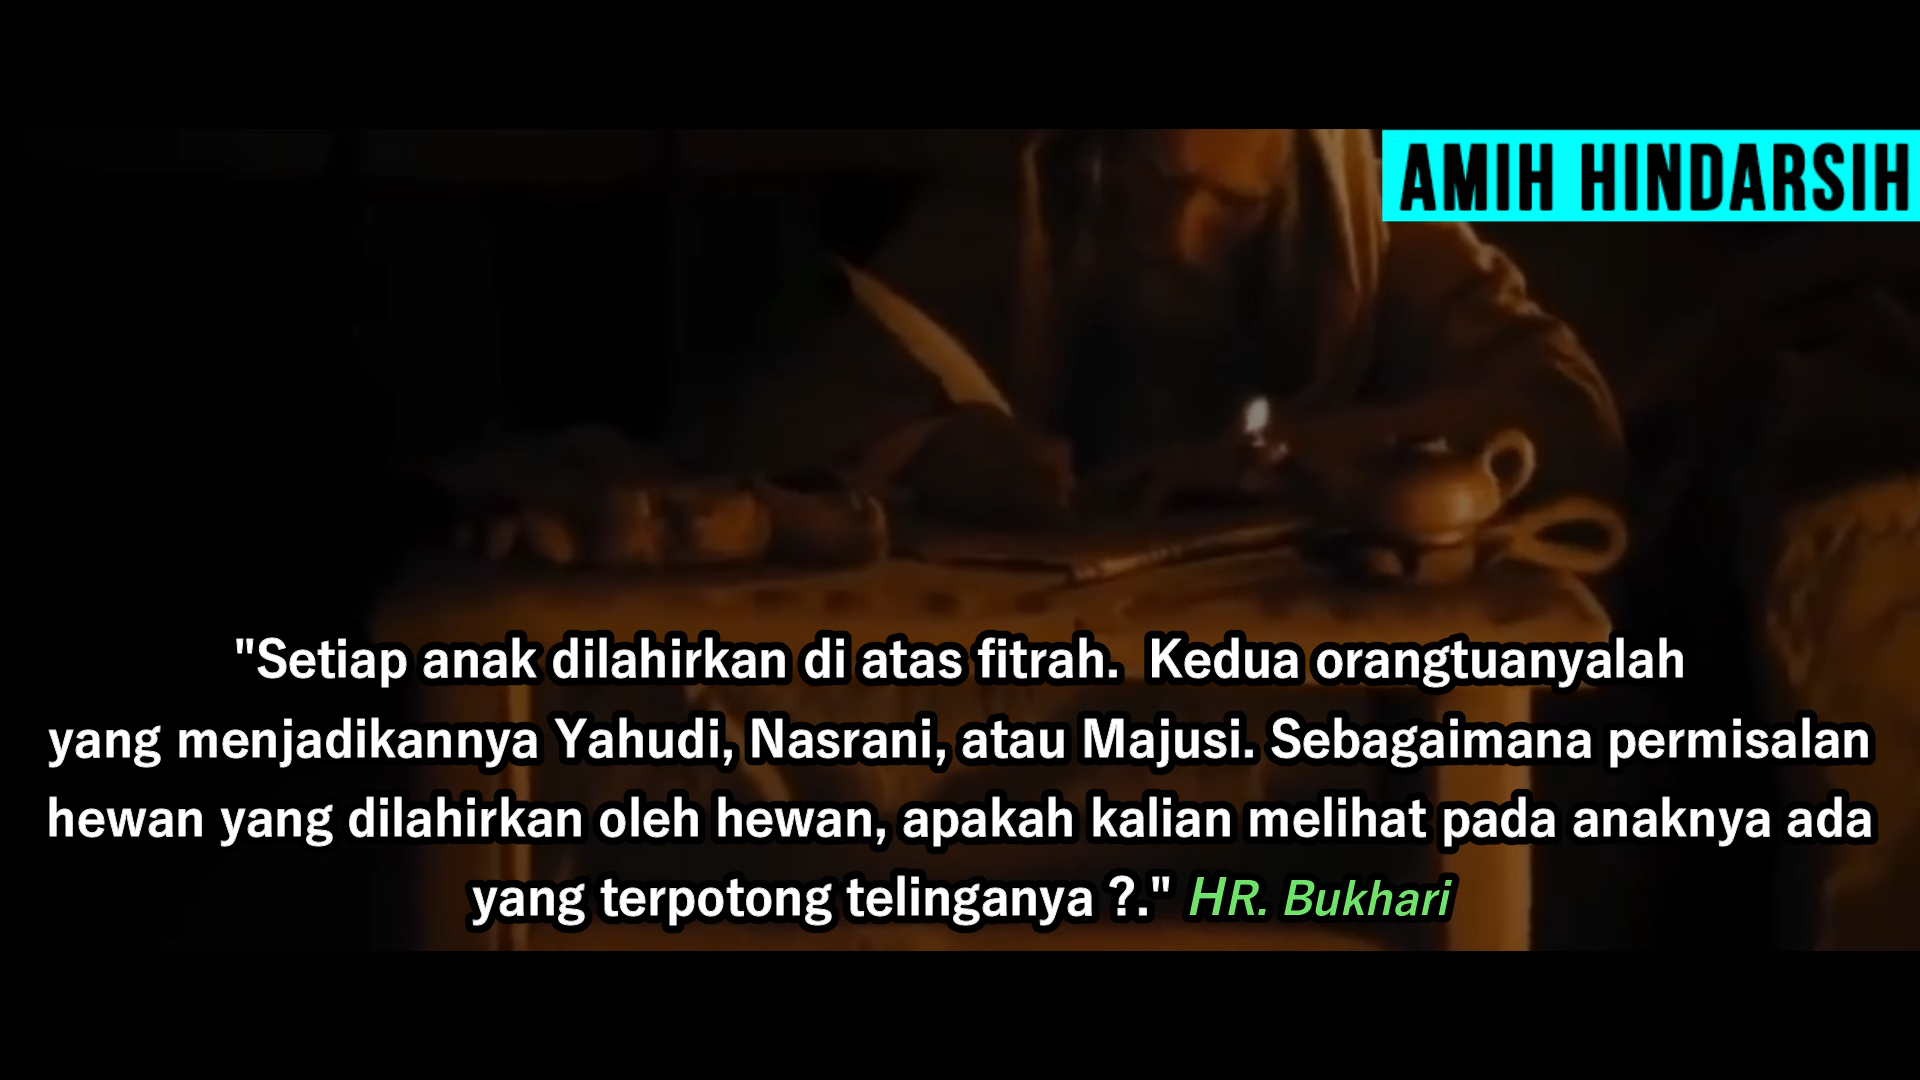 AMIH HINDARSIH
"Setiap anak dilahirkan di atas fitrah.  Kedua orangtuanyalah
yang menjadikannya Yahudi, Nasrani, atau Majusi. Sebagaimana permisalan
hewan yang dilahirkan oleh hewan, apakah kalian melihat pada anaknya ada
yang terpotong telinganya ?." HR. Bukhari